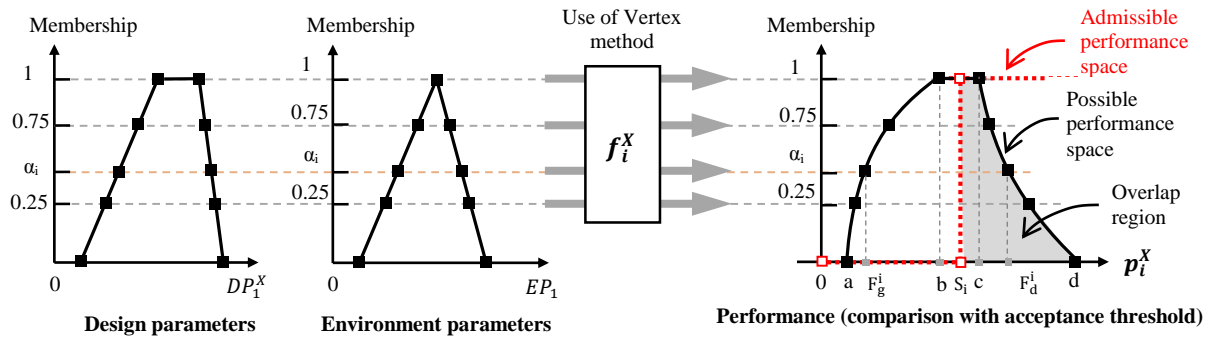 Membership
1
0.75
αi
0.25
0
DP₁ˣ
Design parameters
Membership
1
0.75
αi
0.25
0
EP₁
Environment parameters
Use of Vertex
method
fᵢˣ
Membership
1
0.75
αi
0.25
0 a F_g^i b Si c F_d^i d
pᵢˣ
Admissible
performance
space
Possible
performance
space
Overlap
region
Performance (comparison with acceptance threshold)